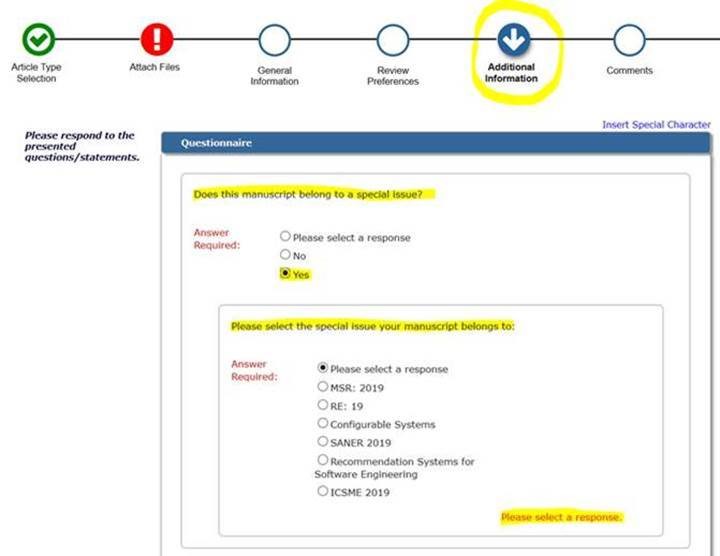 Article Type
Selection
Attach Files
General
Information
Review
Preferences
Additional
Information
Comments
Insert Special Character
Please respond to the
presented
questions/statements.
Questionnaire
Does this manuscript belong to a special issue?
Answer
Required:
Please select a response
No
Yes
Please select the special issue your manuscript belongs to:
Answer
Required:
Please select a response
MSR: 2019
RE: 19
Configurable Systems
SANER 2019
Recommendation Systems for
Software Engineering
ICSME 2019
Please select a response.